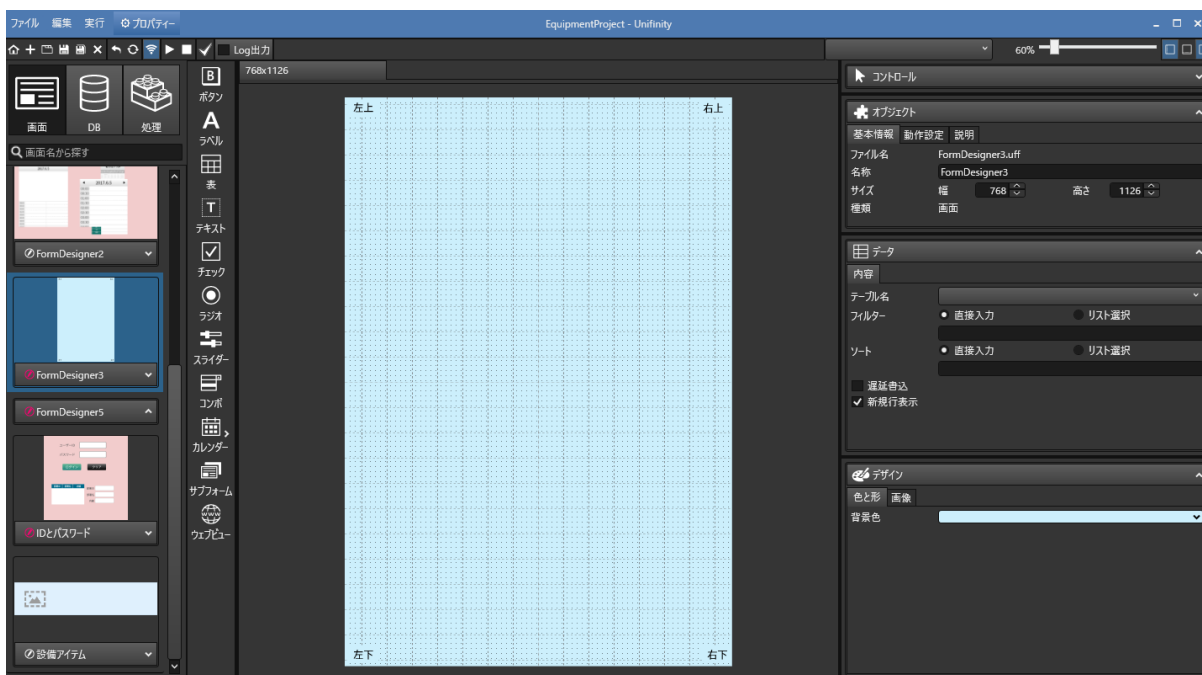 ファイル 編集 実行 プロパティー
EquipmentProject - Unifinity
Log出力
60%
画面 DB 処理
画面名から探す
FormDesigner2
FormDesigner3
FormDesigner5
IDとパスワード
設備アイテム
B
ボタン
A
ラベル
表
T
テキスト
チェック
ラジオ
スライダー
コンボ
カレンダー
サブフォーム
www
ウェブビュー
768x1126
左上 右上
左下 右下
コントロール
オブジェクト
基本情報 動作設定 説明
ファイル名 FormDesigner3.uff
名称 FormDesigner3
サイズ 幅 768 高さ 1126
種類 画面
データ
内容
テーブル名
フィルター 直接入力 リスト選択
ソート 直接入力 リスト選択
遅延書込
新規行表示
デザイン
色と形 画像
背景色